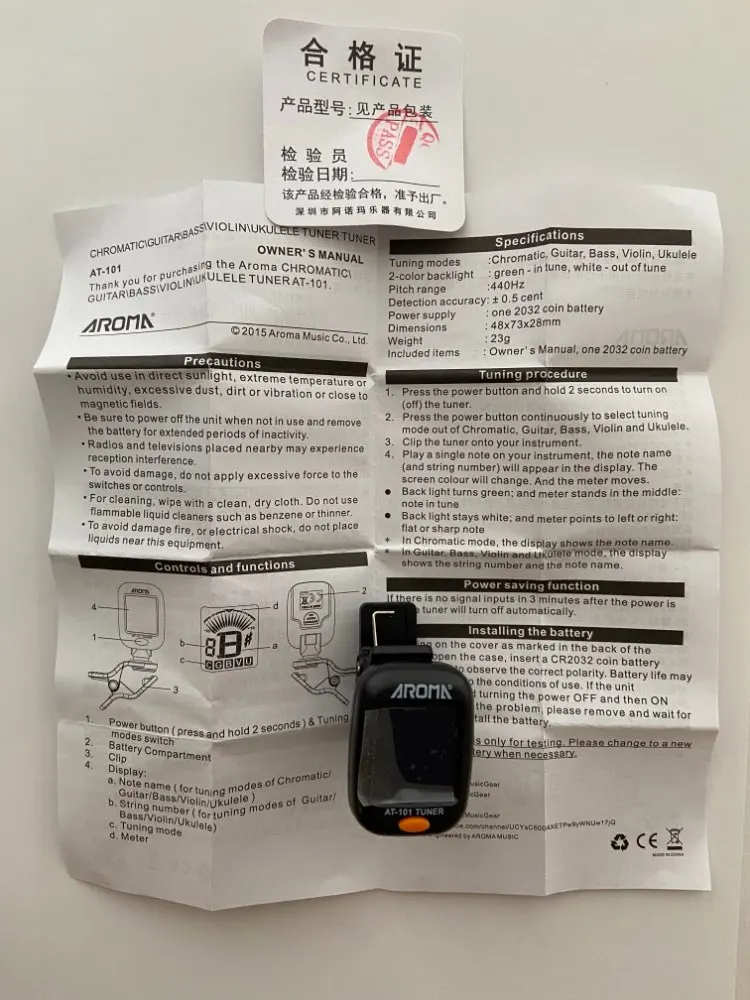 合格证
CERTIFICATE
产品型号:见产品包装
PASS
检验员
检验日期:
该产品经检验合格，准予出厂。
深圳市阿诺玛乐器有限公司
CHROMATIC\GUITAR\BASS\VIOLIN\UKULELE TUNER TUNER
OWNER'S MANUAL
AT-101
Thank you for purchasing the Aroma CHROMATIC\
GUITAR\BASS\VIOLIN\UKULELE TUNER AT-101.
AROMA
©2015 Aroma Music Co., Ltd.
Precautions
• Avoid use in direct sunlight, extreme temperature or
humidity, excessive dust, dirt or vibration or close to
magnetic fields.
• Be sure to power off the unit when not in use and remove
the battery for extended periods of inactivity.
• Radios and televisions placed nearby may experience
reception interference.
• To avoid damage, do not apply excessive force to the
switches or controls.
• For cleaning, wipe with a clean, dry cloth. Do not use
flammable liquid cleaners such as benzene or thinner.
• To avoid damage fire, or electrical shock, do not place
liquids near this equipment.
Controls and functions
AROMA
4
1
3
2
a
b
c
d
8B#
CGBVU
1. Power button ( press and hold 2 seconds ) & Tuning
modes switch
2. Battery Compartment
3. Clip
4. Display:
a. Note name ( for tuning modes of Chromatic/
Guitar/Bass/Violin/Ukulele )
b. String number ( for tuning modes of Guitar/
Bass/Violin/Ukulele)
c. Tuning mode
d. Meter
Specifications
Tuning modes :Chromatic, Guitar, Bass, Violin, Ukulele
2-color backlight : green - in tune, white - out of tune
Pitch range :440Hz
Detection accuracy: ± 0.5 cent
Power supply : one 2032 coin battery
Dimensions : 48x73x28mm
Weight : 23g
Included items : Owner's Manual, one 2032 coin battery
Tuning procedure
1. Press the power button and hold 2 seconds to turn on
(off) the tuner.
2. Press the power button continuously to select tuning
mode out of Chromatic, Guitar, Bass, Violin and Ukulele.
3. Clip the tuner onto your instrument.
4. Play a single note on your instrument, the note name
(and string number) will appear in the display. The
screen colour will change. And the meter moves.
● Back light turns green; and meter stands in the middle:
note in tune
● Back light stays white; and meter points to left or right:
flat or sharp note
* In Chromatic mode, the display shows the note name.
* In Guitar, Bass, Violin and Ukulele mode, the display
shows the string number and the note name.
Power saving function
If there is no signal inputs in 3 minutes after the power is
tuner will turn off automatically.
Installing the battery
on the cover as marked in the back of the
open the case, insert a CR2032 coin battery
to observe the correct polarity. Battery life may
to the conditions of use. If the unit
turning the power OFF and then ON
the problem, please remove and wait for
the battery.
is only for testing. Please change to a new
when necessary.
AROMA
AT-101 TUNER
usicGear
MusicGear
by AROMA MUSIC
CE
MADE IN CHINA